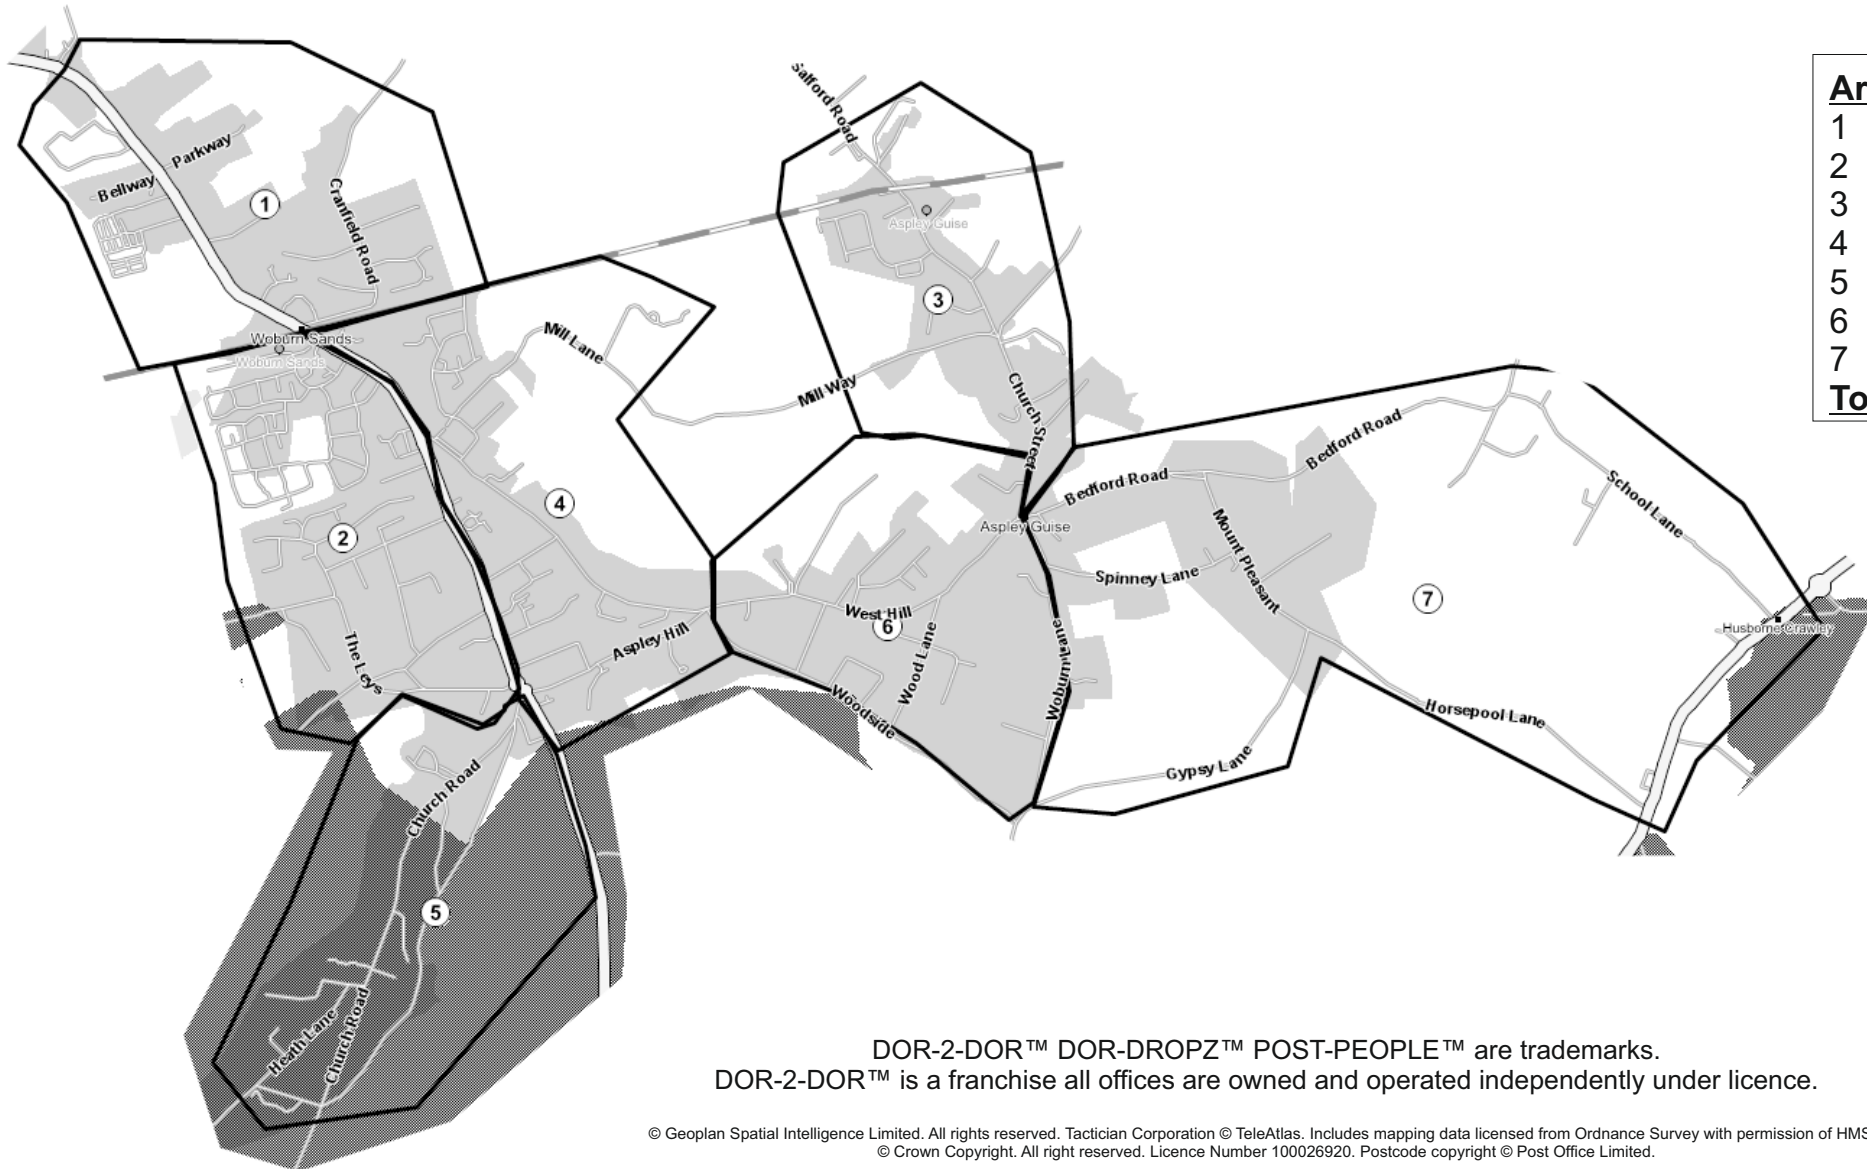 Salford Road
Parkway
Bellway
1
Cranfield Road
Aspley Guise
3
Woburn Sands
Woburn Sands
Mill Lane
Mill Way
Church Street
Bedford Road
Bedford Road
School Lane
4
2
Aspley Guise
Mount Pleasant
Spinney Lane
7
West Hill
6
Husborne Crawley
The Leys
Aspley Hill
Wood Lane
Woburn Lane
Woodside
Horsepool Lane
Gypsy Lane
Church Road
5
Heath Lane
Church Road
1
2
3
4
5
6
7
DOR-2-DOR™ DOR-DROPZ™ POST-PEOPLE™ are trademarks.
DOR-2-DOR™ is a franchise all offices are owned and operated independently under licence.
© Geoplan Spatial Intelligence Limited. All rights reserved. Tactician Corporation © TeleAtlas. Includes mapping data licensed from Ordnance Survey with permission of HMS
© Crown Copyright. All right reserved. Licence Number 100026920. Postcode copyright © Post Office Limited.